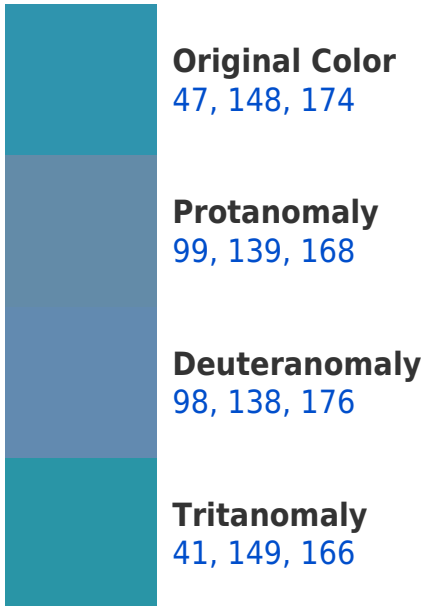 Original Color
47, 148, 174
Protanomaly
99, 139, 168
Deuteranomaly
98, 138, 176
Tritanomaly
41, 149, 166